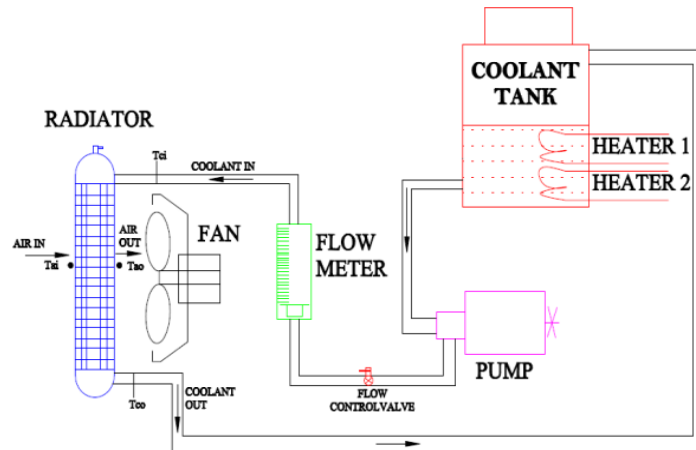 COOLANT
TANK
RADIATOR
HEATER 1
HEATER 2
Tci
COOLANT IN
AIR IN
AIR
OUT
FAN
FLOW
METER
Tai
Tao
PUMP
FLOW
CONTROLVALVE
Tco
COOLANT
OUT